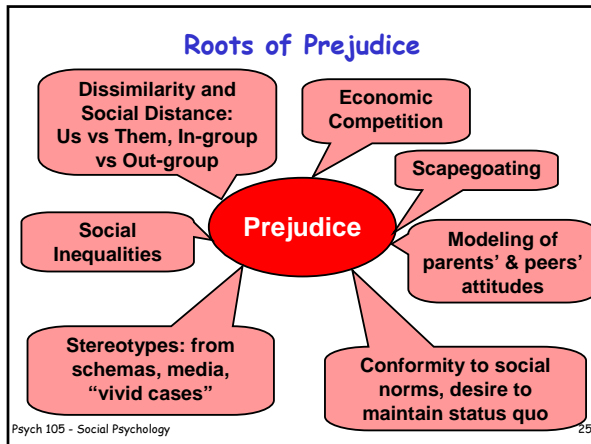 Roots of Prejudice
Dissimilarity and
Social Distance:
Us vs Them, In-group
vs Out-group
Economic
Competition
Scapegoating
Prejudice
Social
Inequalities
Modeling of
parents’ & peers’
attitudes
Stereotypes: from
schemas, media,
“vivid cases”
Conformity to social
norms, desire to
maintain status quo
Psych 105 - Social Psychology
25